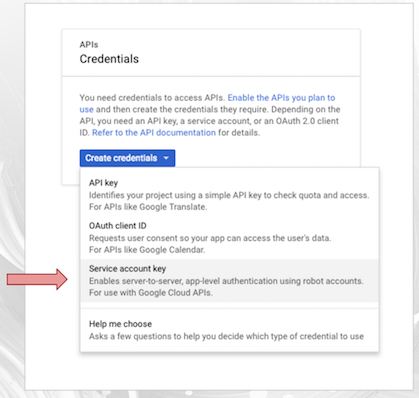 APIs
Credentials
You need credentials to access APIs. Enable the APIs you plan to
use and then create the credentials they require. Depending on the
API, you need an API key, a service account, or an OAuth 2.0 client
ID. Refer to the API documentation for details.
Create credentials
API key
Identifies your project using a simple API key to check quota and access.
For APIs like Google Translate.
OAuth client ID
Requests user consent so your app can access the user's data.
For APIs like Google Calendar.
Service account key
Enables server-to-server, app-level authentication using robot accounts.
For use with Google Cloud APIs.
Help me choose
Asks a few questions to help you decide which type of credential to use